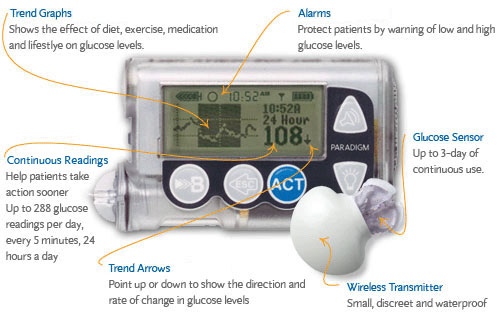 Trend Graphs
Shows the effect of diet, exercise, medication
and lifestlye on glucose levels.
Alarms
Protect patients by warning of low and high
glucose levels.
10:52 AM
10:52A
24 Hour
108
PARADIGM
B
ESC
ACT
Glucose Sensor
Up to 3-day of
continuous use.
Continuous Readings
Help patients take
action sooner
Up to 288 glucose
readings per day,
every 5 minutes, 24
hours a day
Trend Arrows
Point up or down to show the direction and
rate of change in glucose levels
Wireless Transmitter
Small, discreet and waterproof